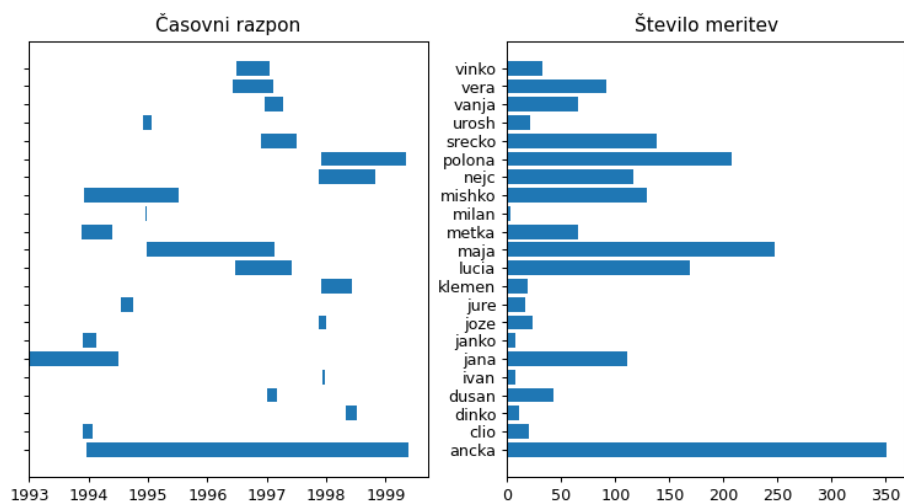 Časovni razpon
Število meritev
vinko
vera
vanja
urosh
srecko
polona
nejc
mishko
milan
metka
maja
lucia
klemen
jure
joze
janko
jana
ivan
dusan
dinko
clio
ancka
1993 1994 1995 1996 1997 1998 1999
0 50 100 150 200 250 300 350